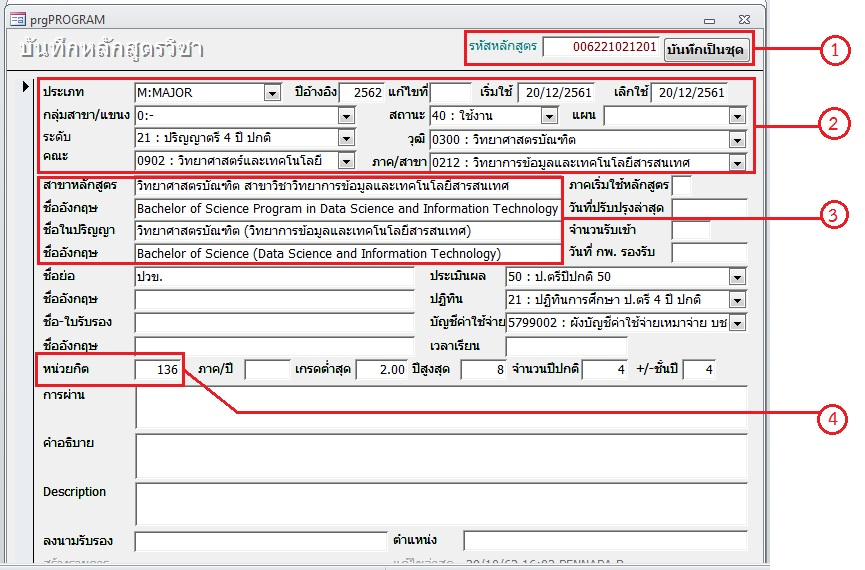 prgPROGRAM
บันทึกหลักสูตรวิชา
รหัสหลักสูตร 006221021201 บันทึกเป็นชุด
1
ประเภท M:MAJOR ปีอ้างอิง 2562 แก้ไขที่ เริ่มใช้ 20/12/2561 เลิกใช้ 20/12/2561
กลุ่มสาขา/แขนง 0:- สถานะ 40 : ใช้งาน แผน
2
ระดับ 21 : ปริญญาตรี 4 ปี ปกติ วุฒิ 0300 : วิทยาศาสตรบัณฑิต
คณะ 0902 : วิทยาศาสตร์และเทคโนโลยี ภาค/สาขา 0212 : วิทยาการข้อมูลและเทคโนโลยีสารสนเทศ
สาขาหลักสูตร วิทยาศาสตรบัณฑิต สาขาวิชาวิทยาการข้อมูลและเทคโนโลยีสารสนเทศ ภาคเริ่มใช้หลักสูตร
ชื่ออังกฤษ Bachelor of Science Program in Data Science and Information Technology วันที่ปรับปรุงล่าสุด
3
ชื่อในปริญญา วิทยาศาสตรบัณฑิต (วิทยาการข้อมูลและเทคโนโลยีสารสนเทศ) จำนวนรับเข้า
ชื่ออังกฤษ Bachelor of Science (Data Science and Information Technology) วันที่ กพ. รองรับ
ชื่อย่อ ปวข. ประเมินผล 50 : ป.ตรีปีปกติ 50
ชื่ออังกฤษ ปฏิทิน 21 : ปฏิทินการศึกษา ป.ตรี 4 ปี ปกติ
ชื่อ-ใบรับรอง บัญชีค่าใช้จ่าย 5799002 : ผังบัญชีค่าใช้จ่ายเหมาจ่าย บช
ชื่ออังกฤษ เวลาเรียน
หน่วยกิต 136 ภาค/ปี เกรดต่ำสุด 2.00 ปีสูงสุด 8 จำนวนปีปกติ 4 +/-ชั้นปี 4
การผ่าน
4
คำอธิบาย
Description
ลงนามรับรอง ตำแหน่ง